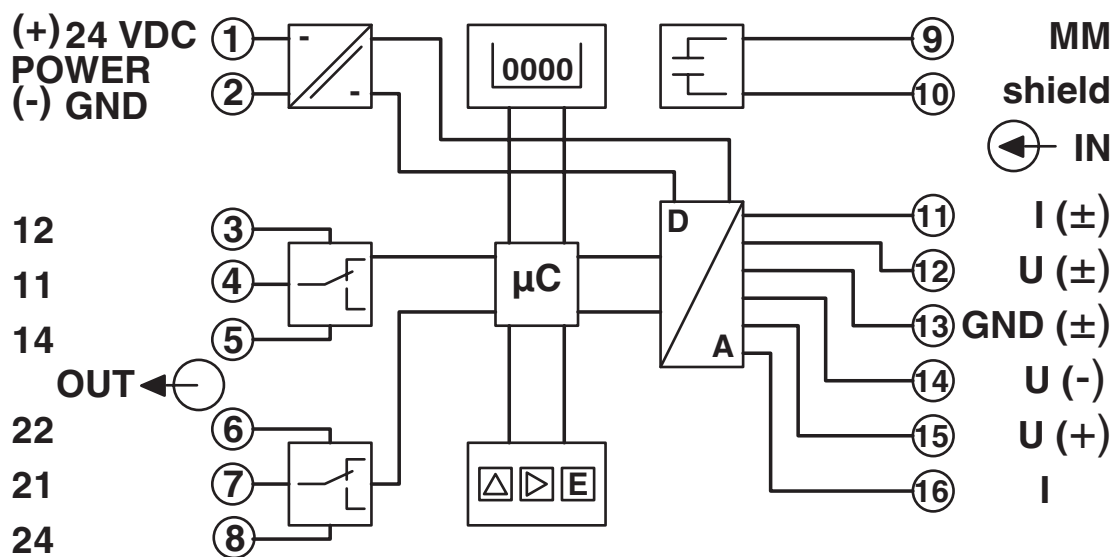 (+) 24 VDC
POWER
(-) GND
1
2
-
-
0000
9 MM
10 shield
IN
12 3
11 4
14 5
OUT
22 6
21 7
24 8
µC
E
D
A
11 I (±)
12 U (±)
13 GND (±)
14 U (-)
15 U (+)
16 I